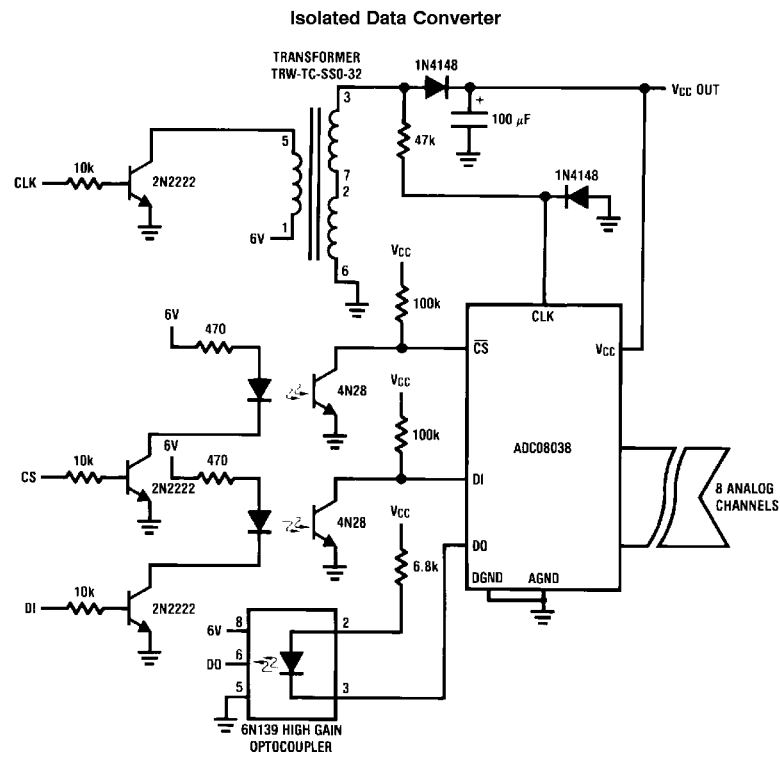 Isolated Data Converter
TRANSFORMER
TRW-TC-SSO-32
1N4148
VCC OUT
3
+
100 µF
5
47k
10k
CLK
2N2222
7
2
1N4148
1
6V
VCC
6
100k
CLK
6V
470
CS
VCC
4N28
VCC
100k
ADC08038
10k
6V
470
CS
2N2222
DI
8 ANALOG
CHANNELS
4N28
VCC
DO
6.8k
10k
DGND
AGND
DI
2N2222
8
2
6V
6
DO
5
3
6N139 HIGH GAIN
OPTOCOUPLER